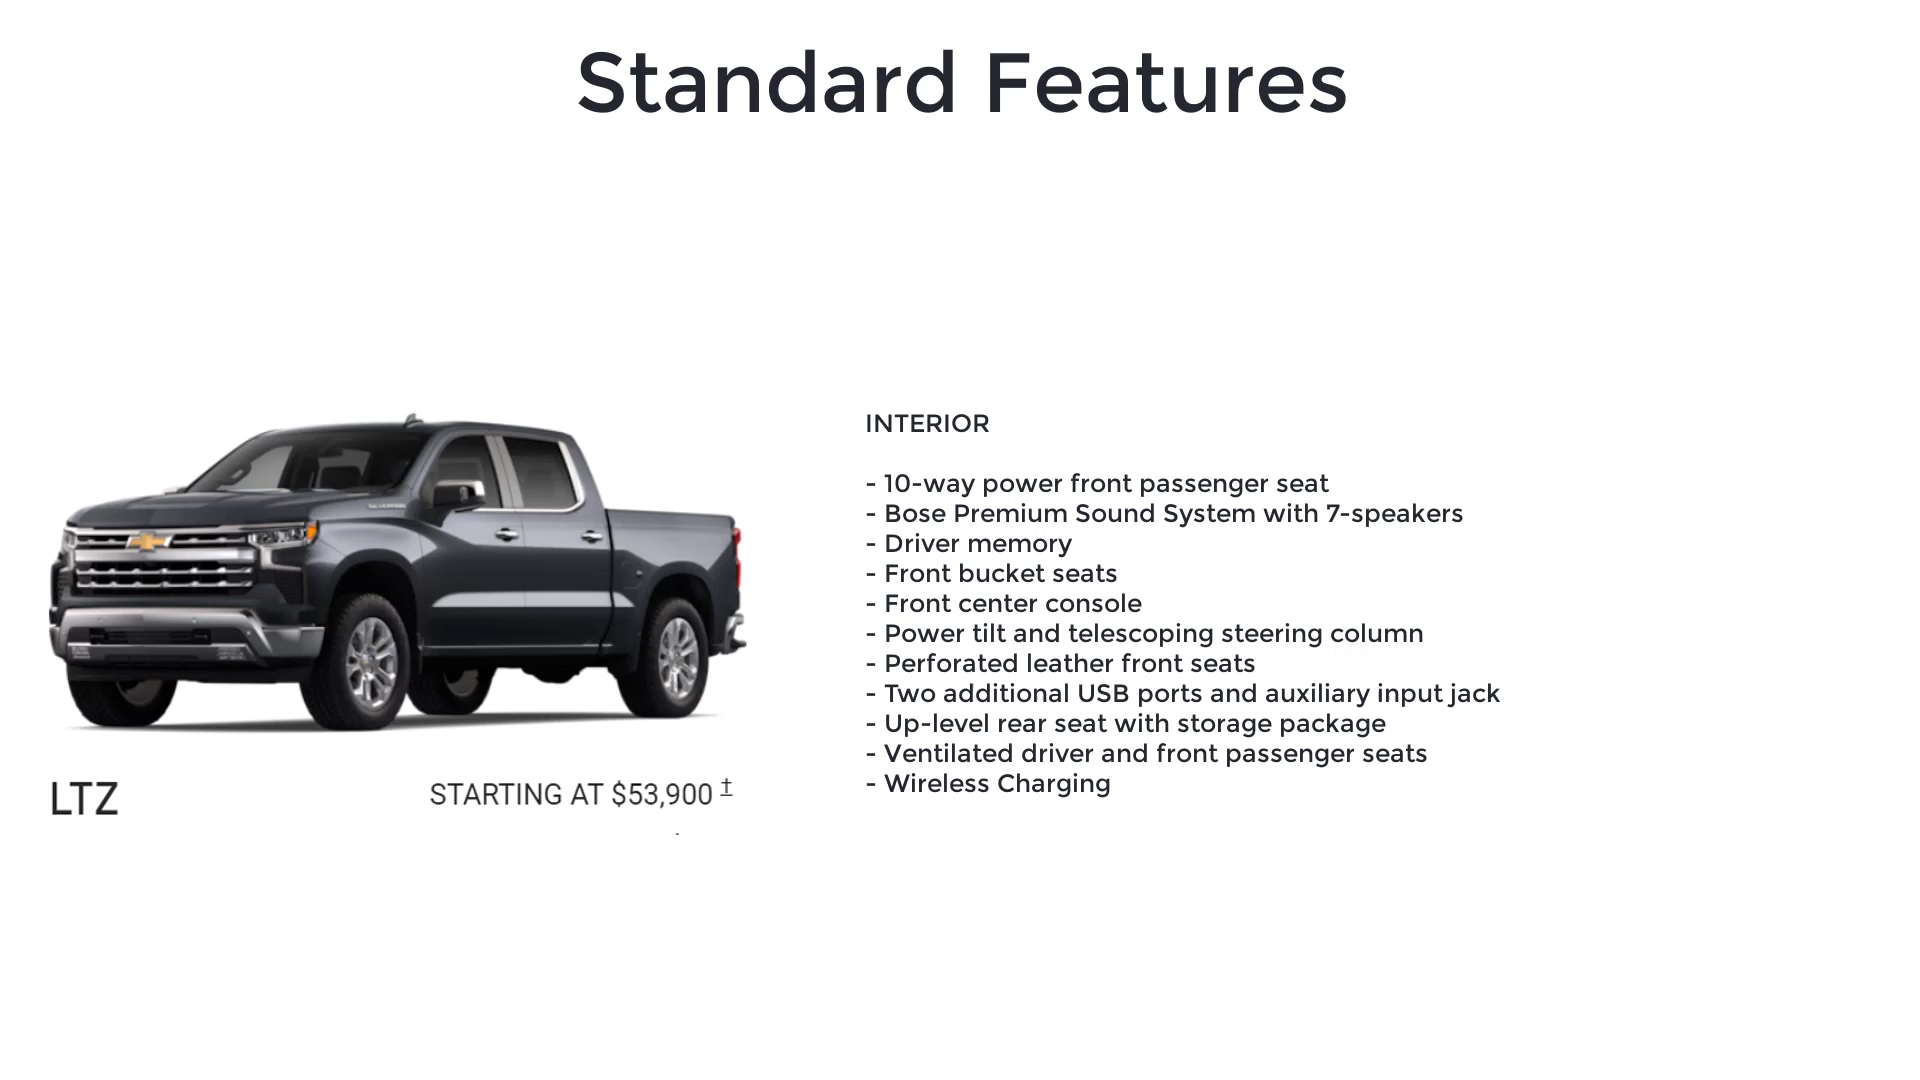 Standard Features
INTERIOR
- 10-way power front passenger seat
- Bose Premium Sound System with 7-speakers
- Driver memory
- Front bucket seats
- Front center console
- Power tilt and telescoping steering column
- Perforated leather front seats
- Two additional USB ports and auxiliary input jack
- Up-level rear seat with storage package
- Ventilated driver and front passenger seats
- Wireless Charging
LTZ
STARTING AT $53,900 †